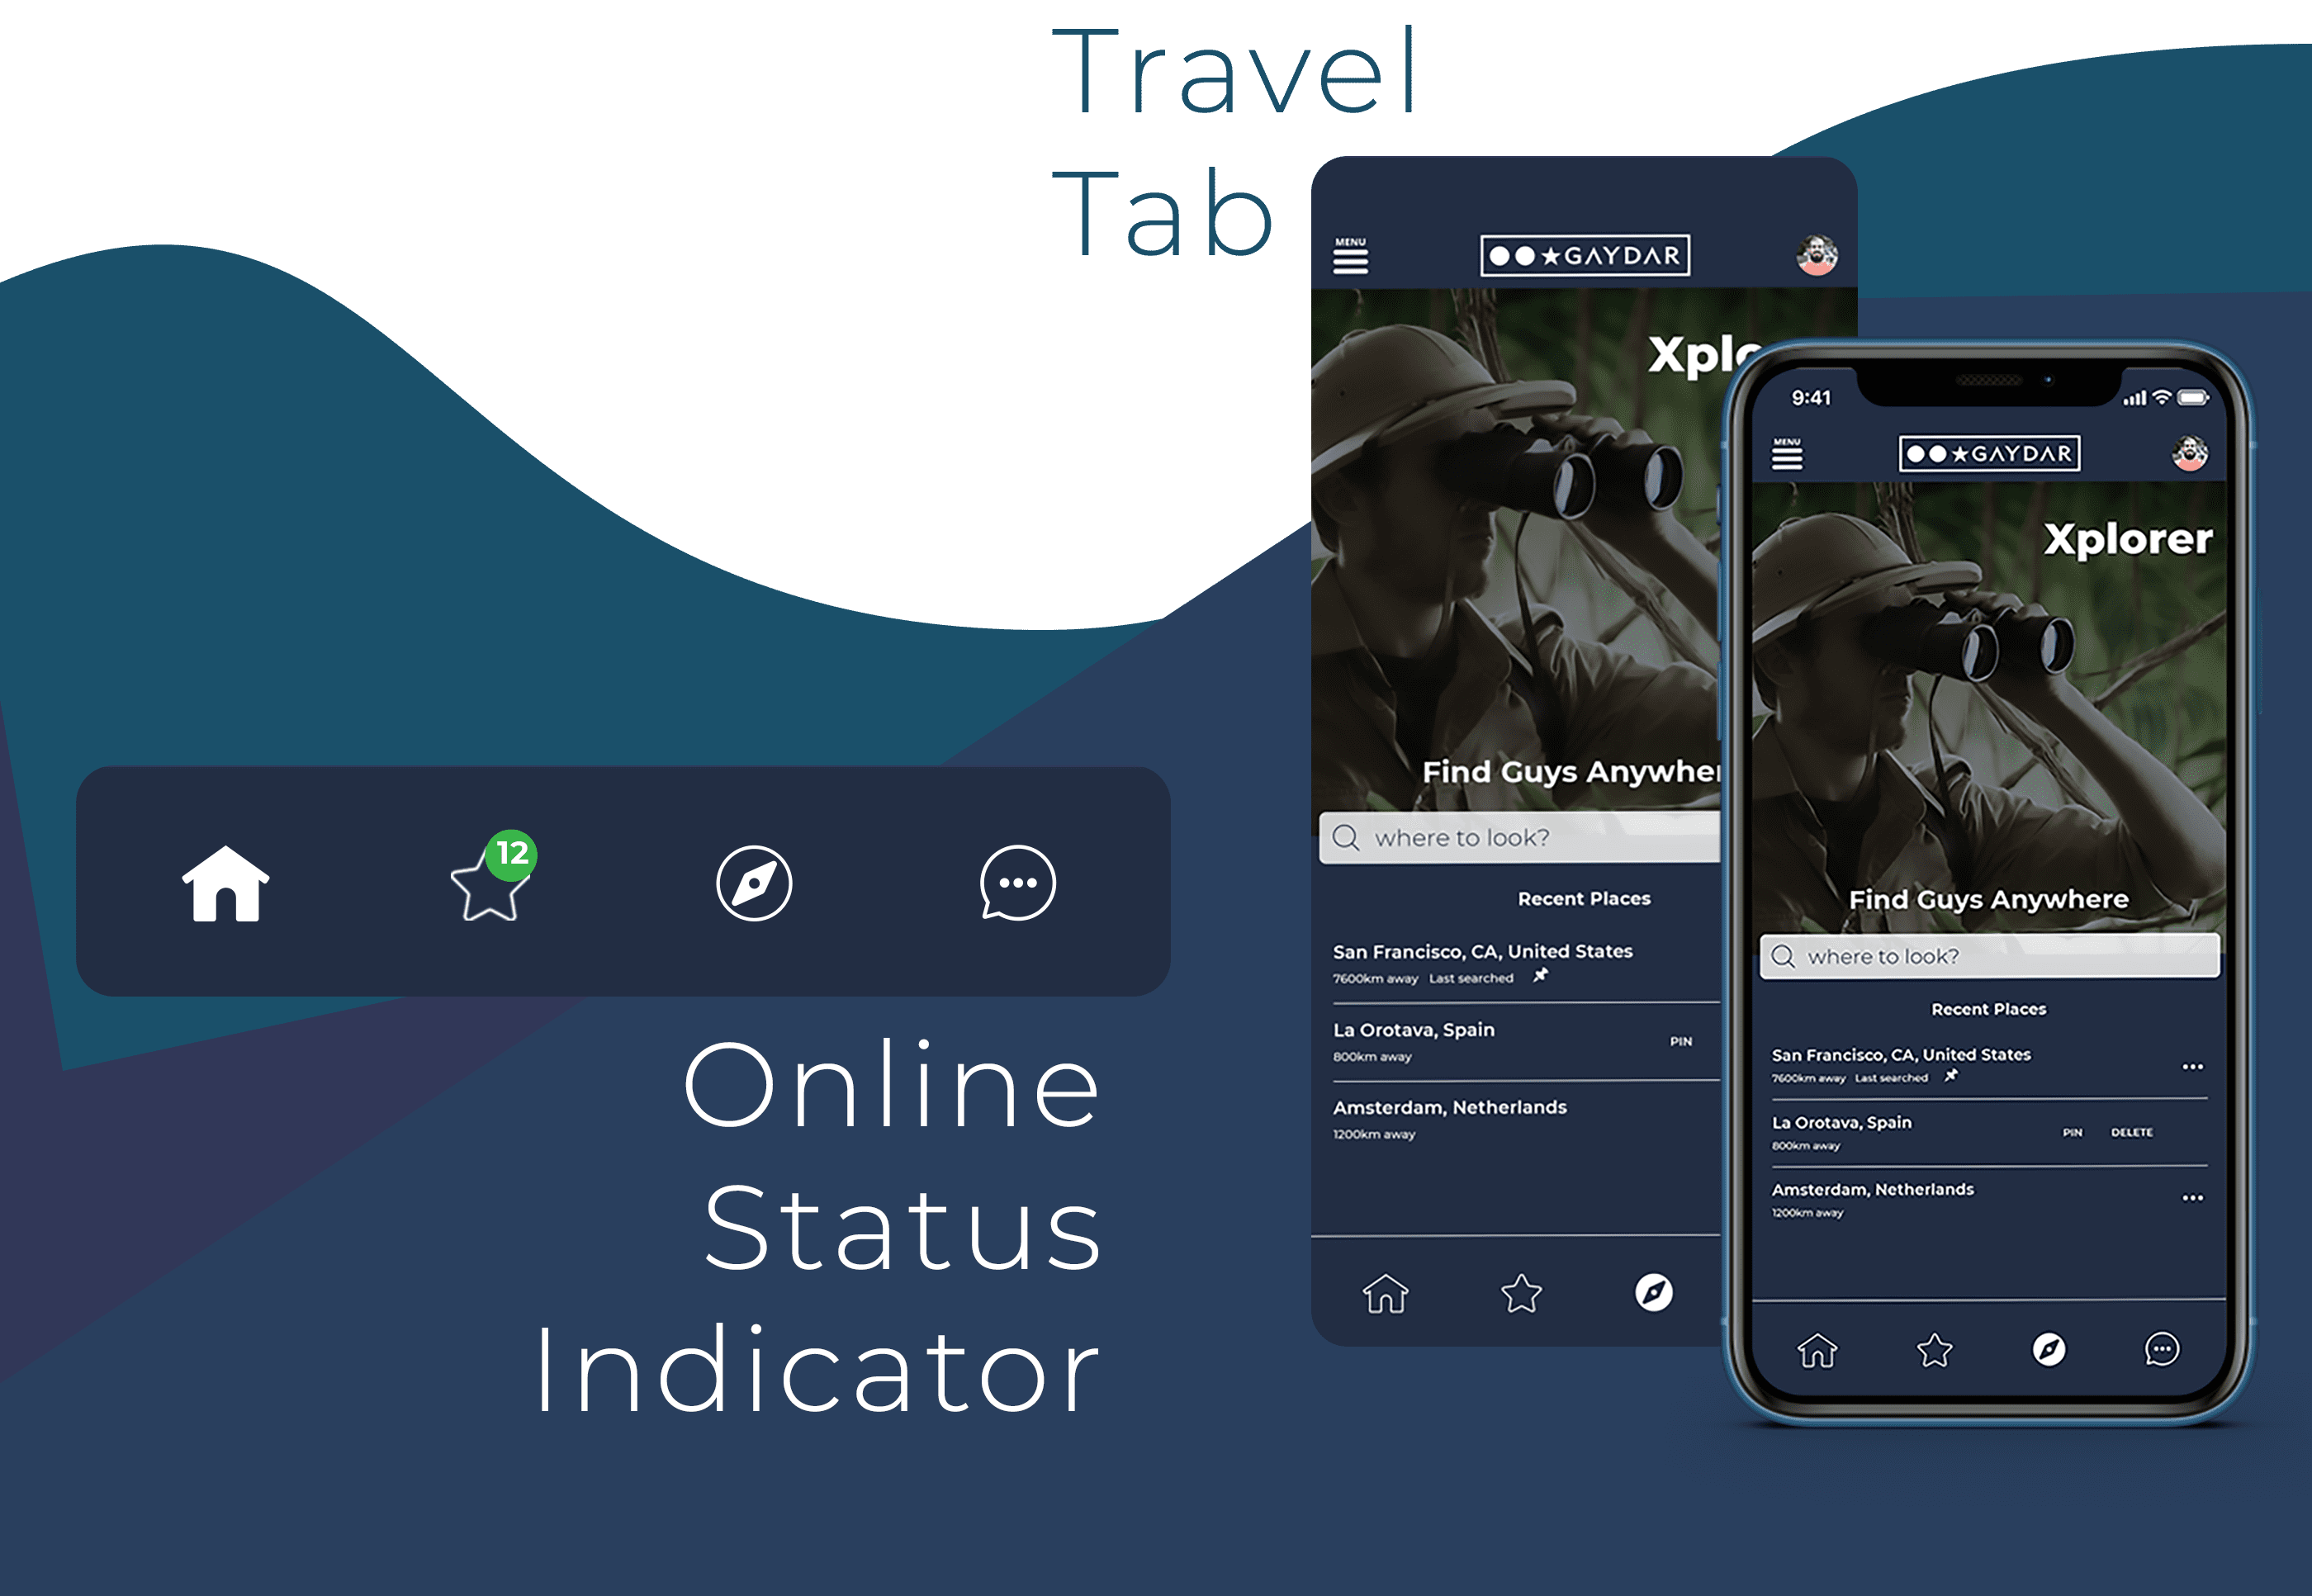 Travel
Tab
MENU
GAYDAR
Xplo
Find Guys Anywher
where to look?
Recent Places
San Francisco, CA, United States
7600km away Last searched
La Orotava, Spain
PIN
800km away
Amsterdam, Netherlands
1200km away
9:41
MENU
GAYDAR
Xplorer
Find Guys Anywhere
where to look?
Recent Places
San Francisco, CA, United States
7600km away Last searched
La Orotava, Spain
PIN DELETE
800km away
Amsterdam, Netherlands
1200km away
12
Online
Status
Indicator